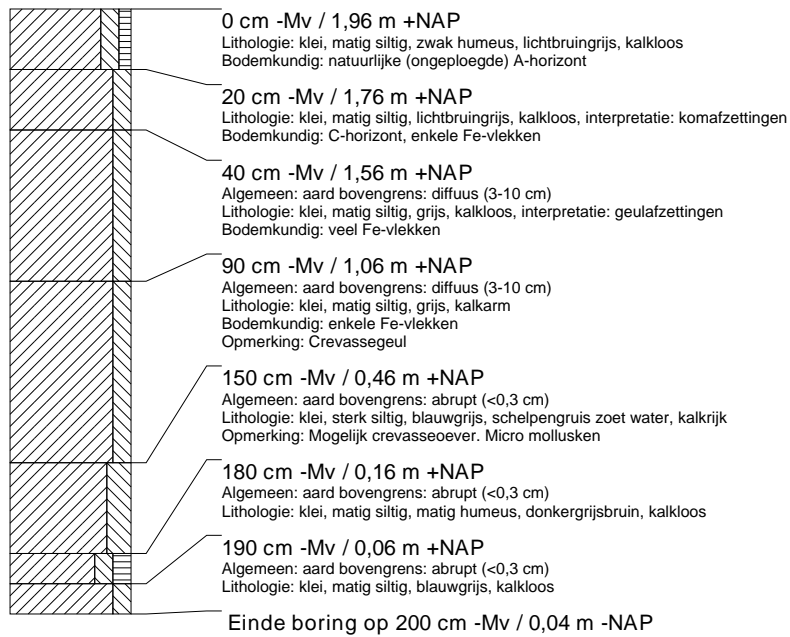 0 cm -Mv / 1,96 m +NAP
Lithologie: klei, matig siltig, zwak humeus, lichtbruingrijs, kalkloos
Bodemkundig: natuurlijke (ongeploegde) A-horizont
20 cm -Mv / 1,76 m +NAP
Lithologie: klei, matig siltig, lichtbruingrijs, kalkloos, interpretatie: komafzettingen
Bodemkundig: C-horizont, enkele Fe-vlekken
40 cm -Mv / 1,56 m +NAP
Algemeen: aard bovengrens: diffuus (3-10 cm)
Lithologie: klei, matig siltig, grijs, kalkloos, interpretatie: geulafzettingen
Bodemkundig: veel Fe-vlekken
90 cm -Mv / 1,06 m +NAP
Algemeen: aard bovengrens: diffuus (3-10 cm)
Lithologie: klei, matig siltig, grijs, kalkarm
Bodemkundig: enkele Fe-vlekken
Opmerking: Crevassegeul
150 cm -Mv / 0,46 m +NAP
Algemeen: aard bovengrens: abrupt (<0,3 cm)
Lithologie: klei, sterk siltig, blauwgrijs, schelpengruis zoet water, kalkrijk
Opmerking: Mogelijk crevasseoever. Micro mollusken
180 cm -Mv / 0,16 m +NAP
Algemeen: aard bovengrens: abrupt (<0,3 cm)
Lithologie: klei, matig siltig, matig humeus, donkergrijsbruin, kalkloos
190 cm -Mv / 0,06 m +NAP
Algemeen: aard bovengrens: abrupt (<0,3 cm)
Lithologie: klei, matig siltig, blauwgrijs, kalkloos
Einde boring op 200 cm -Mv / 0,04 m -NAP